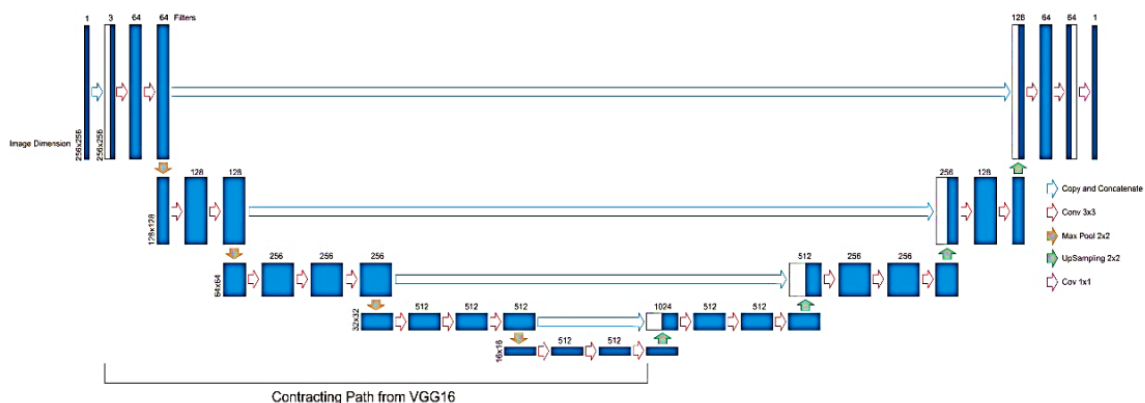 1 3 64 64 Filters 128 64 64 1
Image Dimension
256x256
256x256
128 128 256 128
128x128
256 256 256 512 256 256
64x64
512 512 512 1024 512 512
32x32
512 512
16x16
Copy and Concatenate
Conv 3x3
Max Pool 2x2
UpSampling 2x2
Cov 1x1
Contracting Path from VGG16